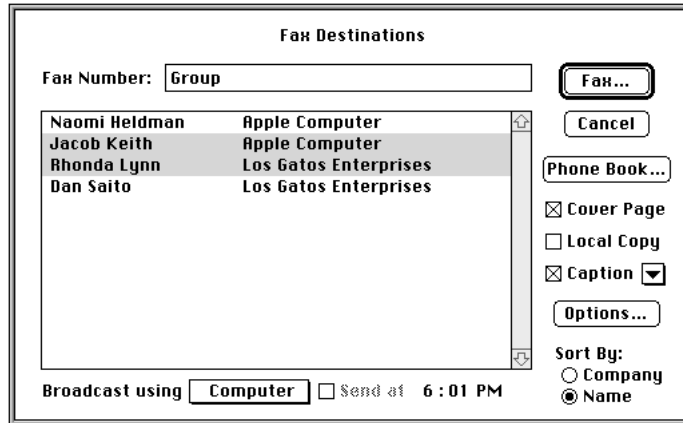 Fax Destinations
Fax Number: Group
Fax...
Naomi Heldman Apple Computer
Cancel
Jacob Keith Apple Computer
Rhonda Lynn Los Gatos Enterprises
Phone Book...
Dan Saito Los Gatos Enterprises
Cover Page
Local Copy
Caption
Options...
Sort By:
Company
Name
Broadcast using Computer Send at 6:01 PM